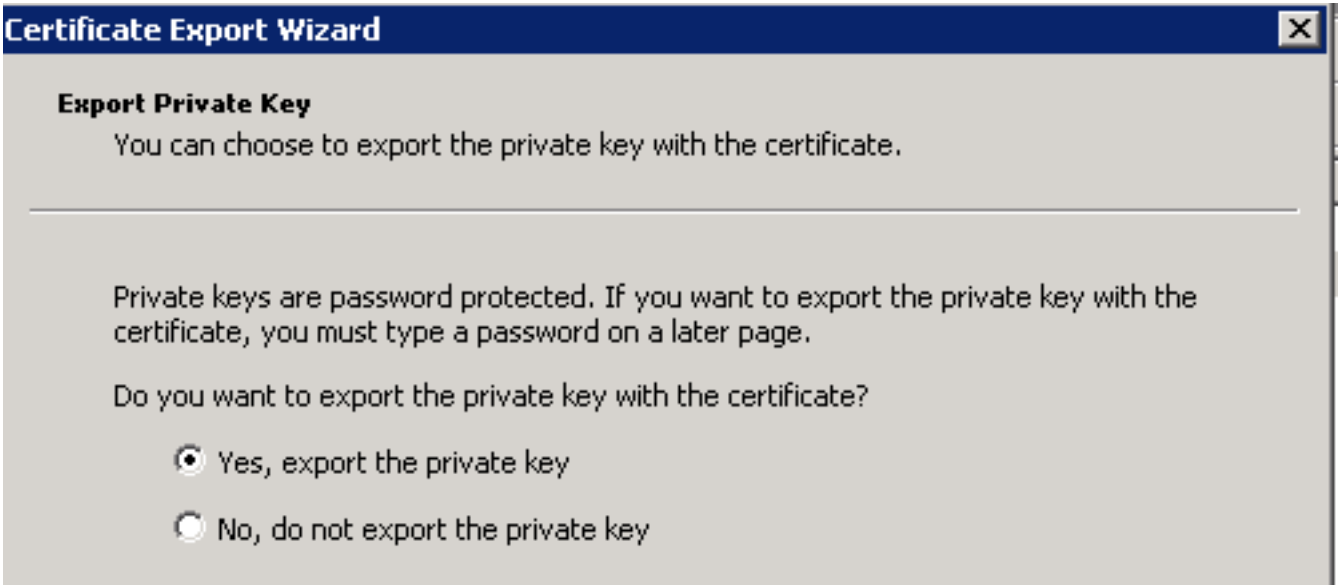 Certificate Export Wizard
Export Private Key
You can choose to export the private key with the certificate.
Private keys are password protected. If you want to export the private key with the
certificate, you must type a password on a later page.
Do you want to export the private key with the certificate?
Yes, export the private key
No, do not export the private key